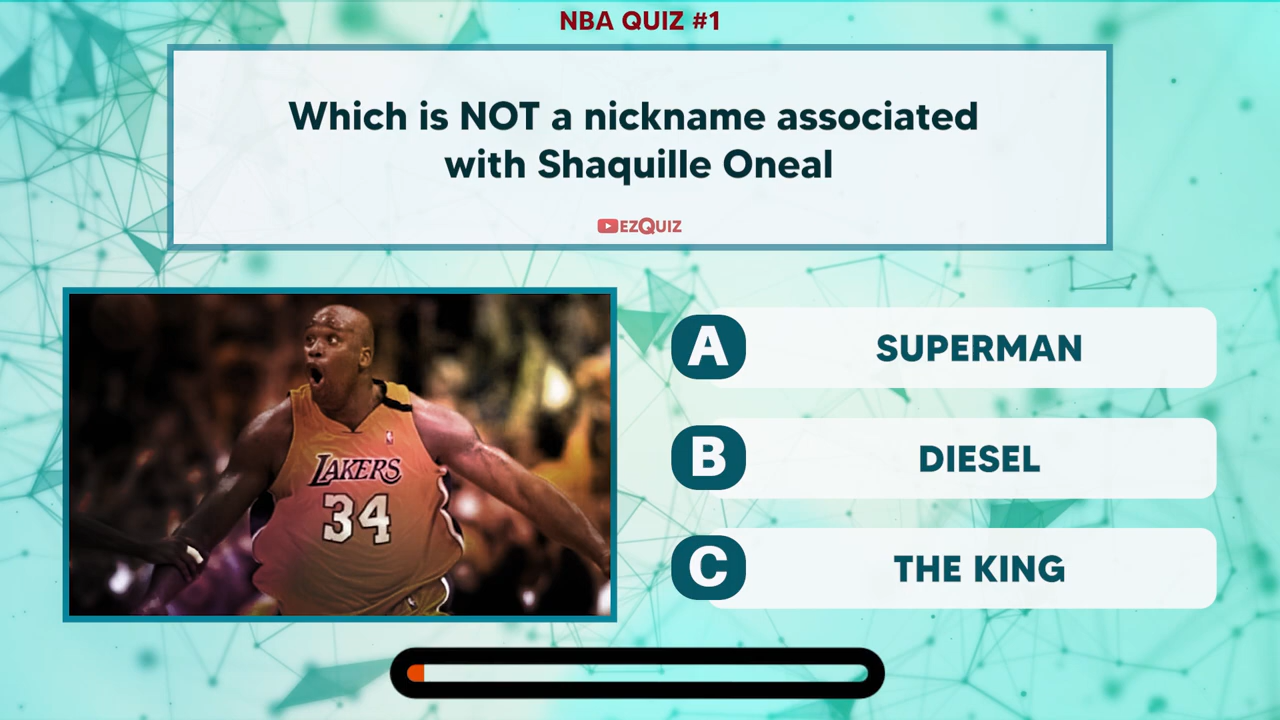 NBA QUIZ #1
Which is NOT a nickname associated
with Shaquille Oneal
EZQUIZ
A SUPERMAN
LAKERS
34
B DIESEL
C THE KING